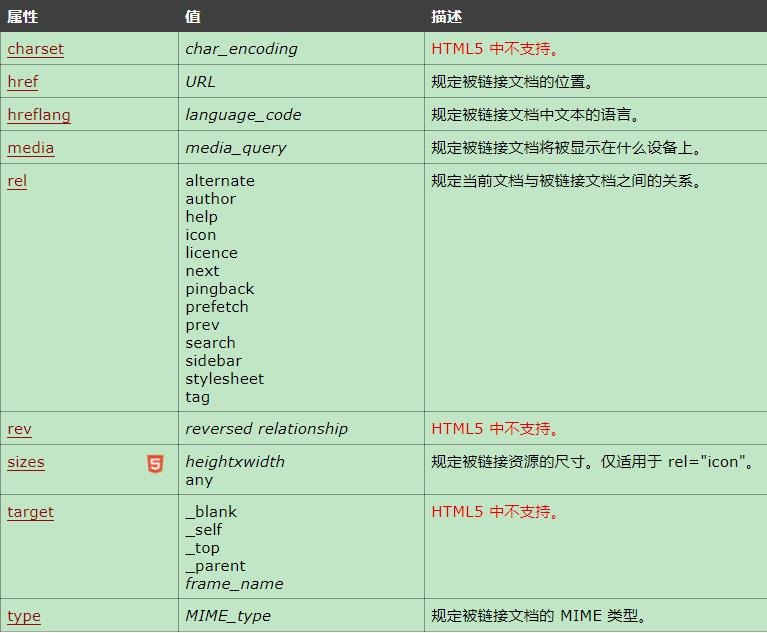 属性 值 描述
charset char_encoding HTML5 中不支持。
href URL 规定被链接文档的位置。
hreflang language_code 规定被链接文档中文本的语言。
media media_query 规定被链接文档将被显示在什么设备上。
rel alternate 规定当前文档与被链接文档之间的关系。
author
help
icon
licence
next
pingback
prefetch
prev
search
sidebar
stylesheet
tag
rev reversed relationship HTML5 中不支持。
sizes 5 heightxwidth 规定被链接资源的尺寸。仅适用于 rel="icon"。
any
target _blank HTML5 中不支持。
_self
_top
_parent
frame_name
type MIME_type 规定被链接文档的 MIME 类型。